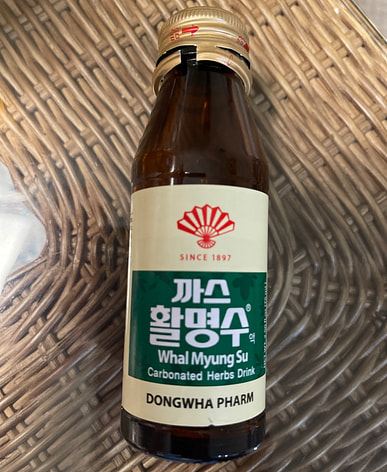 SINCE 1897
까스
활명수®
액
Whal Myung Su
Carbonated Herbs Drink
DONGWHA PHARM